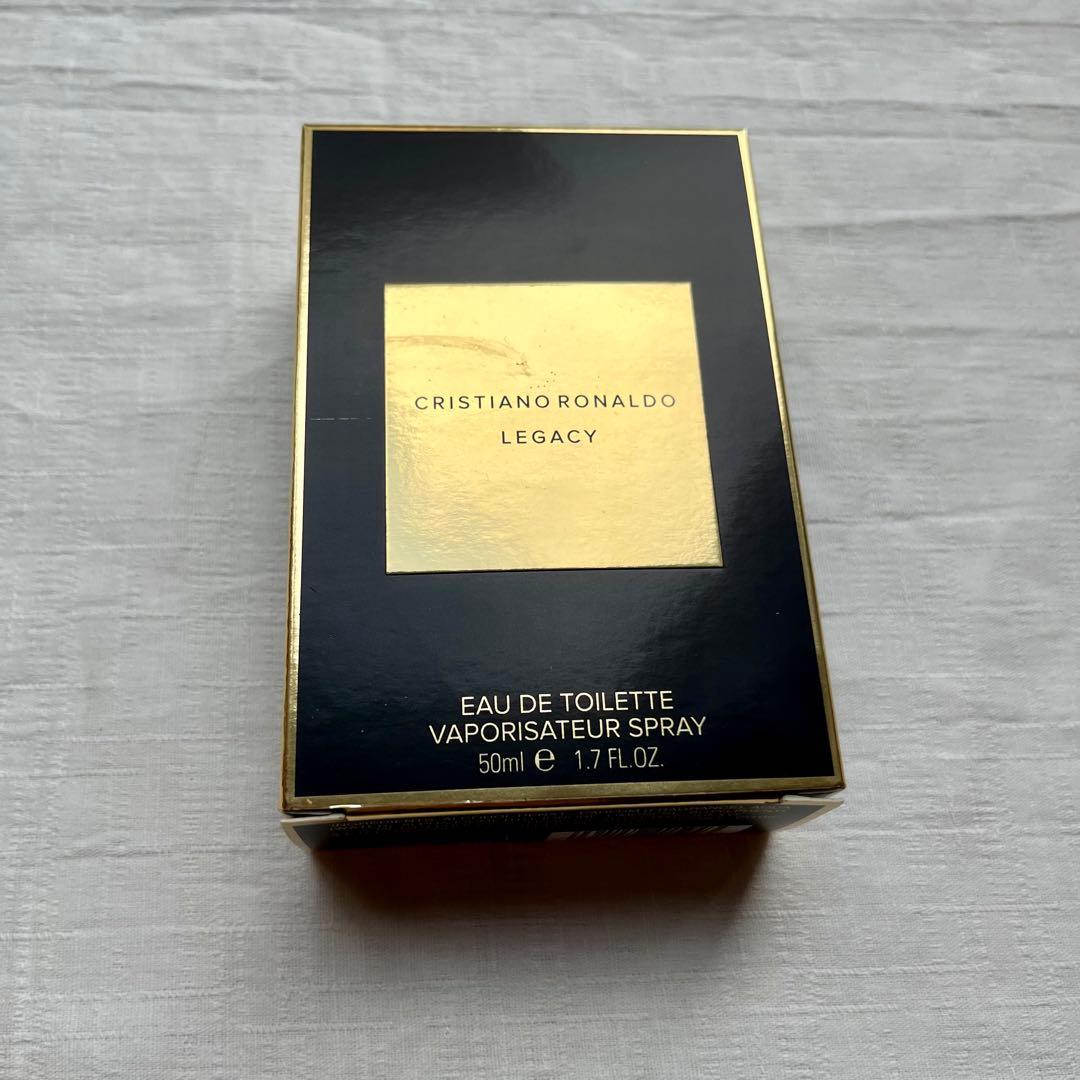 CRISTIANO RONALDO
LEGACY
EAU DE TOILETTE
VAPORISATEUR SPRAY
50ml ℮ 1.7 FL.OZ.